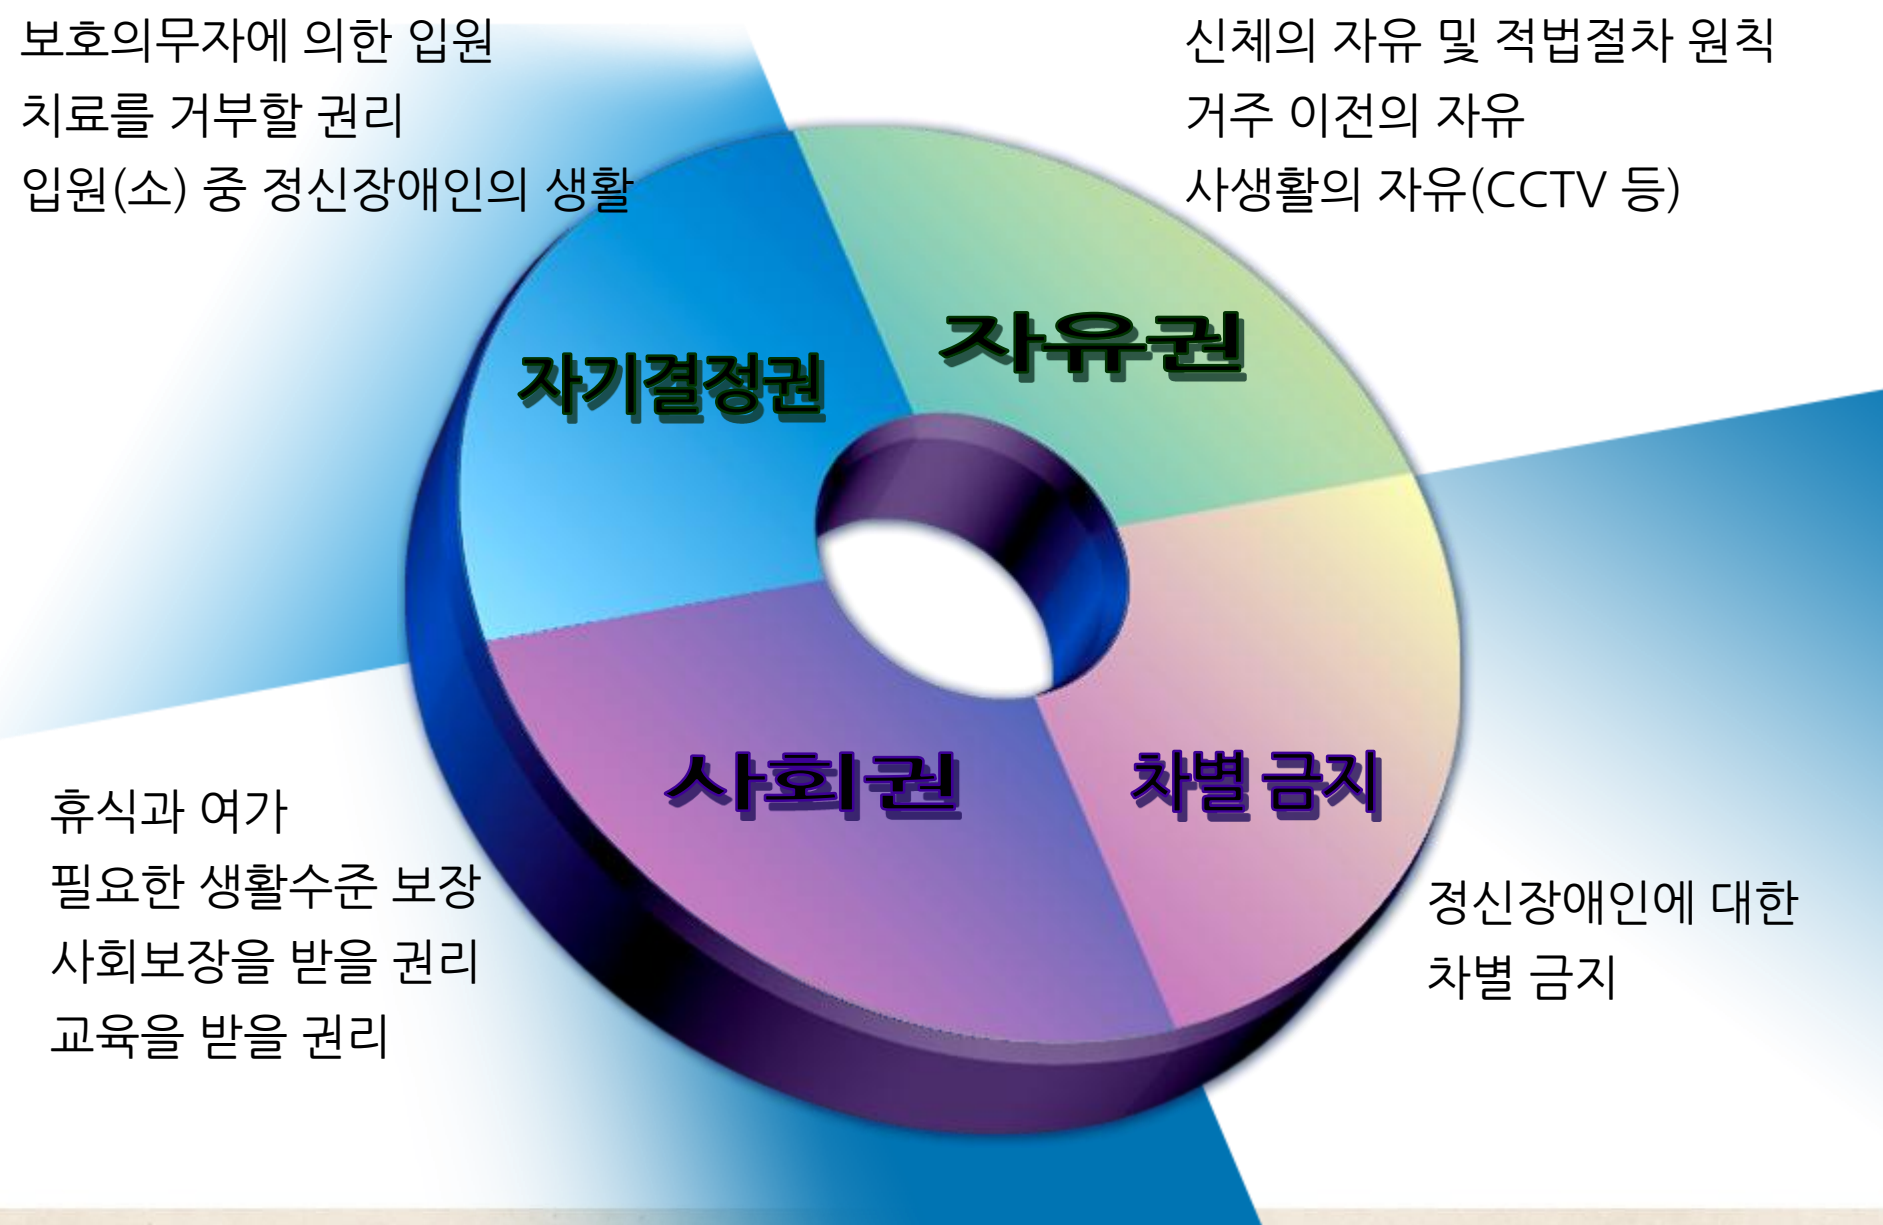 보호의무자에 의한 입원
치료를 거부할 권리
입원(소) 중 정신장애인의 생활
신체의 자유 및 적법절차 원칙
거주 이전의 자유
사생활의 자유(CCTV 등)
자기결정권
자유권
사회권
차별 금지
휴식과 여가
필요한 생활수준 보장
사회보장을 받을 권리
교육을 받을 권리
정신장애인에 대한
차별 금지